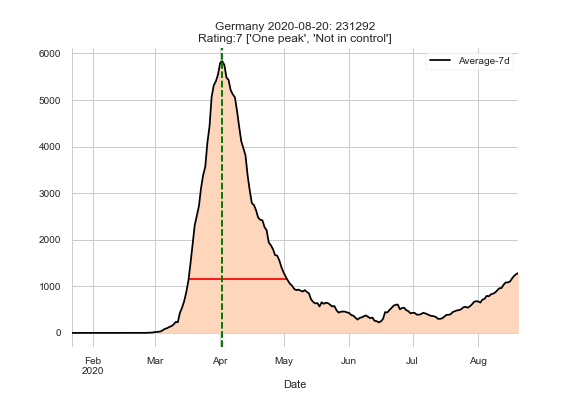 Germany 2020-08-20: 231292
Rating:7 ['One peak', 'Not in control']
Average-7d
6000
5000
4000
3000
2000
1000
0
Feb Mar Apr May Jun Jul Aug
2020
Date